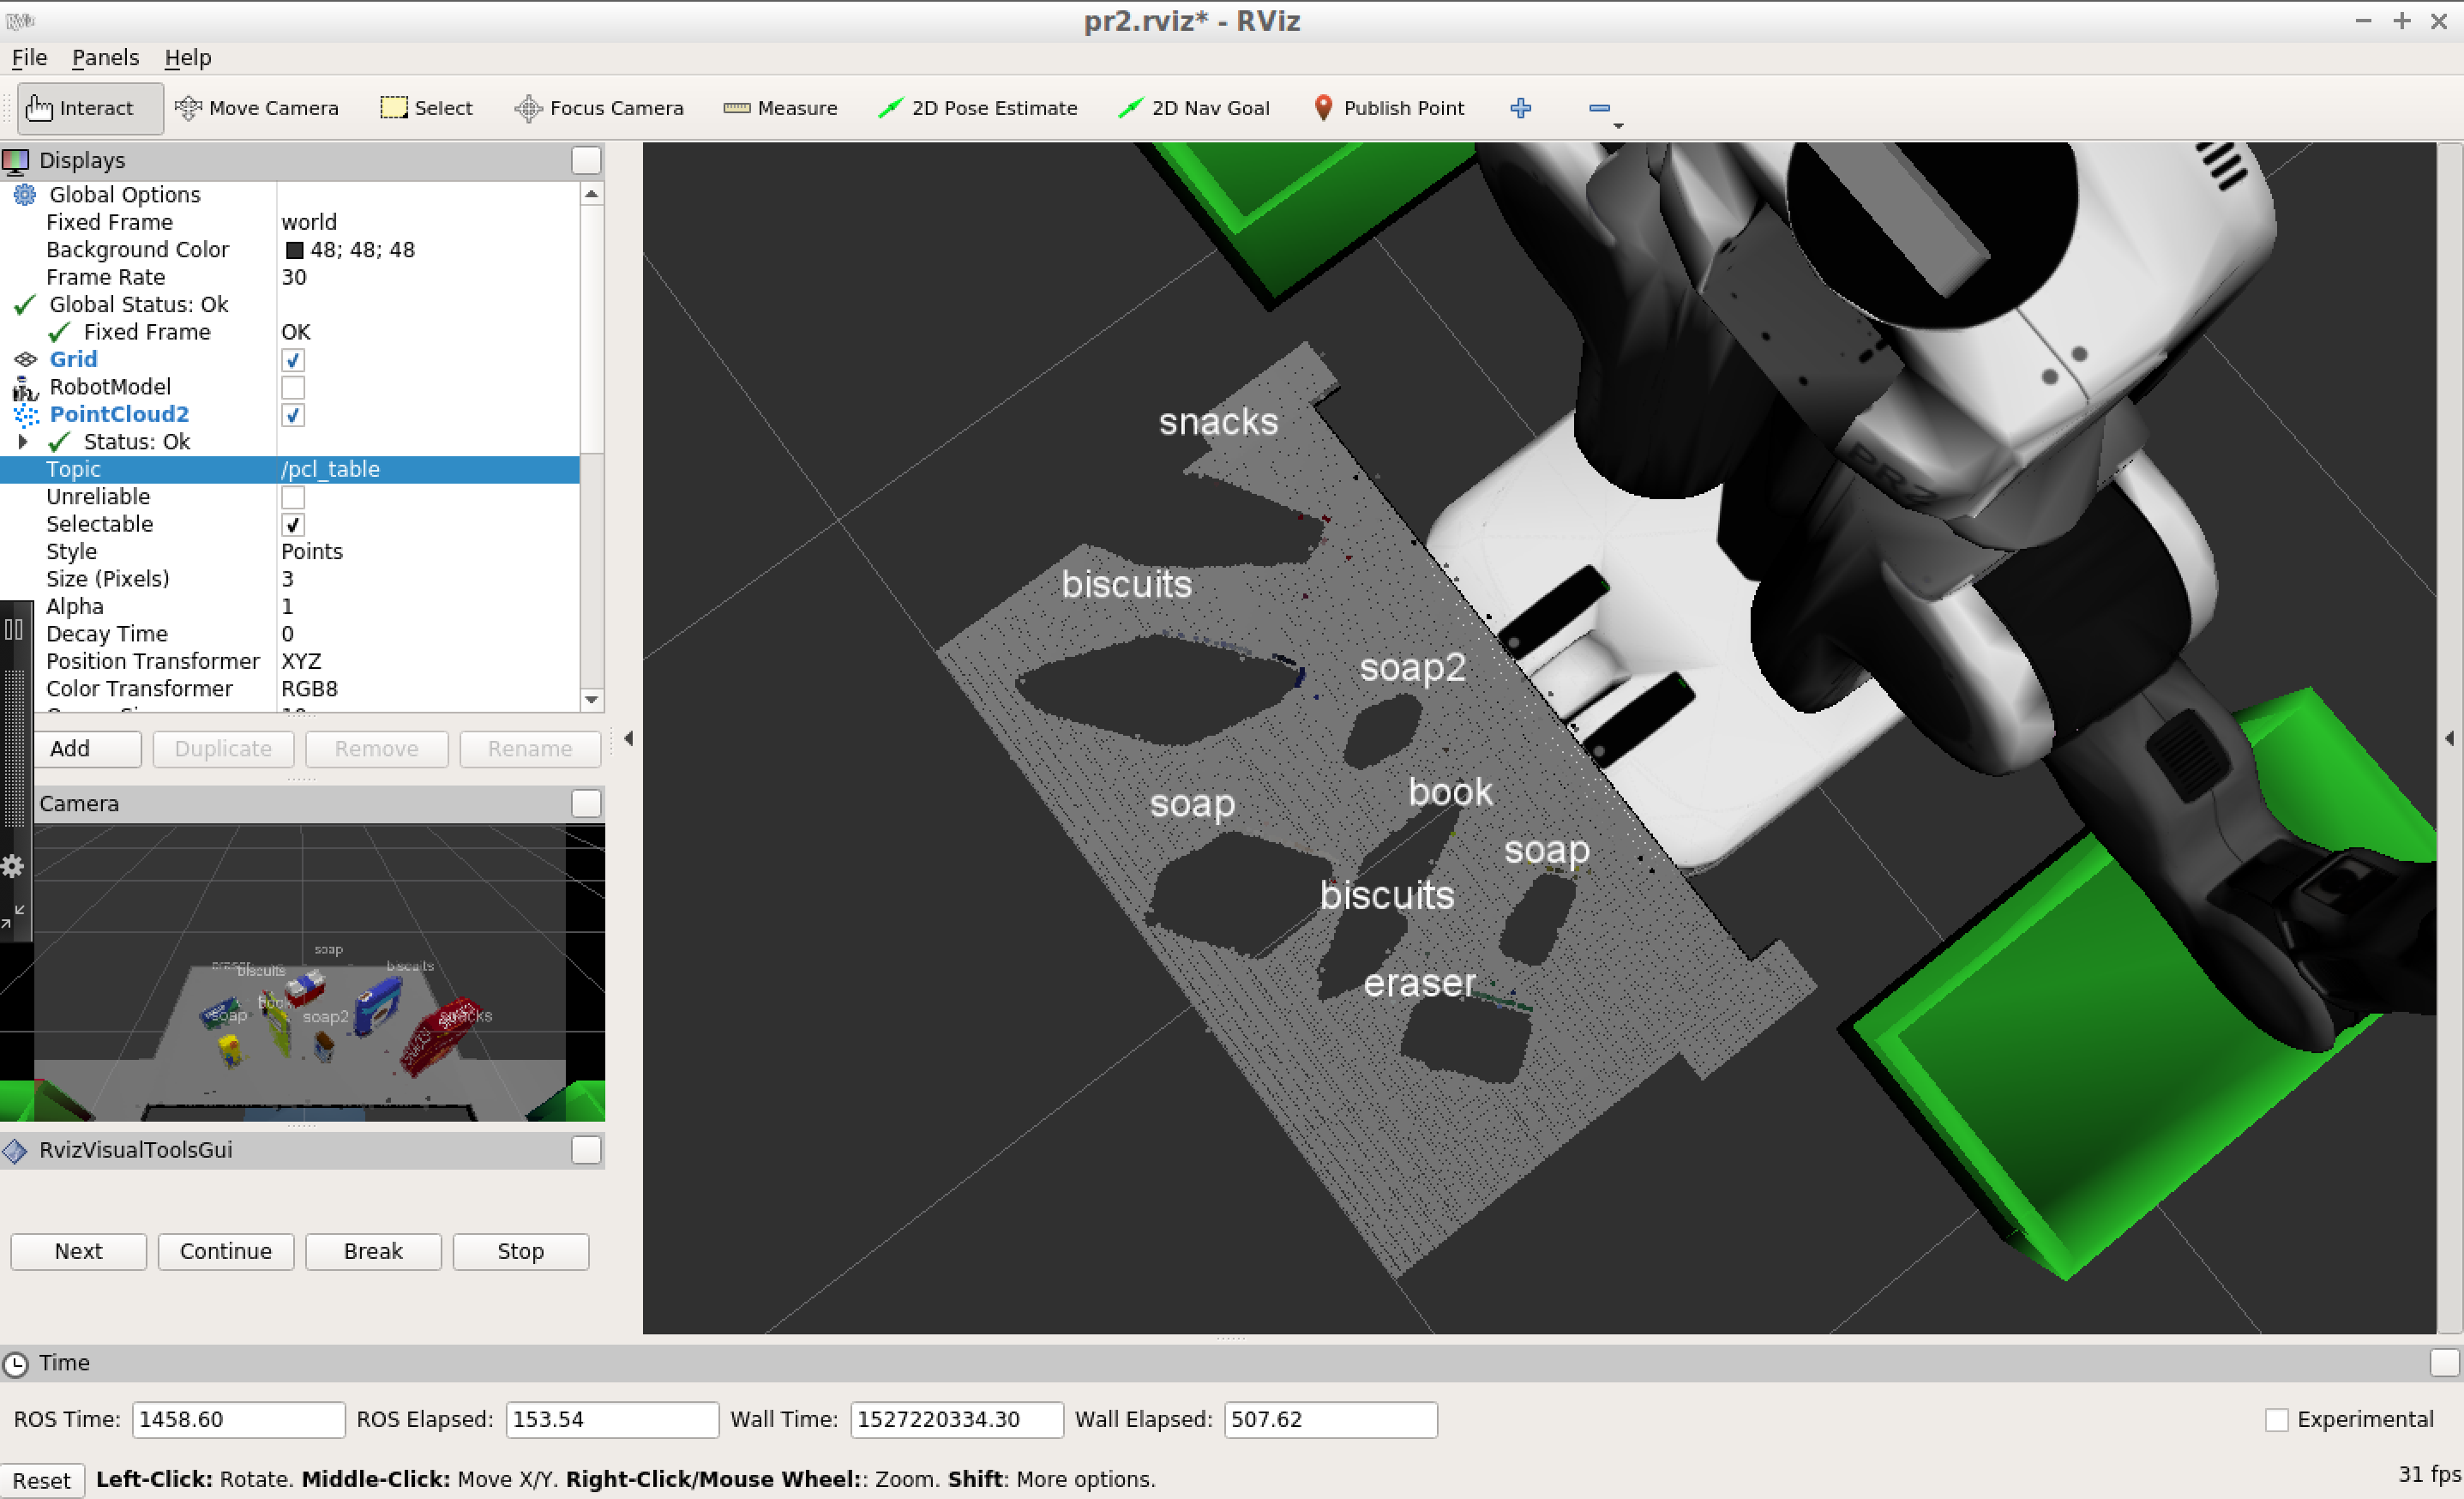 pr2.rviz* - RViz
File Panels Help
Interact Move Camera Select Focus Camera Measure 2D Pose Estimate 2D Nav Goal Publish Point
Displays
Global Options
Fixed Frame world
Background Color 48; 48; 48
Frame Rate 30
Global Status: Ok
Fixed Frame OK
Grid
RobotModel
PointCloud2
Status: Ok
Topic /pcl_table
Unreliable
Selectable
Style Points
Size (Pixels) 3
Alpha 1
Decay Time 0
Position Transformer XYZ
Color Transformer RGB8
Add Duplicate Remove Rename
Camera
soap
biscuits
biscuits
book
soap
soap2
snacks
RvizVisualToolsGui
Next Continue Break Stop
snacks
biscuits
soap2
book
soap
soap
biscuits
eraser
PR2
Time
ROS Time: 1458.60 ROS Elapsed: 153.54 Wall Time: 1527220334.30 Wall Elapsed: 507.62 Experimental
Reset Left-Click: Rotate. Middle-Click: Move X/Y. Right-Click/Mouse Wheel:: Zoom. Shift: More options. 31 fps